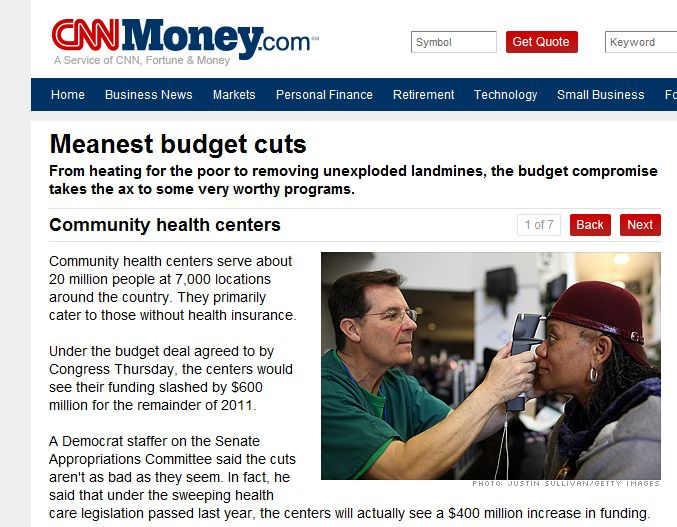 CNNMoney.com
A Service of CNN, Fortune & Money
Symbol
Get Quote
Keyword
Home Business News Markets Personal Finance Retirement Technology Small Business Fo
Meanest budget cuts
From heating for the poor to removing unexploded landmines, the budget compromise
takes the ax to some very worthy programs.
Community health centers
1 of 7
Back
Next
Community health centers serve about
20 million people at 7,000 locations
around the country. They primarily
cater to those without health insurance.
Under the budget deal agreed to by
Congress Thursday, the centers would
see their funding slashed by $600
million for the remainder of 2011.
A Democrat staffer on the Senate
Appropriations Committee said the cuts
aren't as bad as they seem. In fact, he
said that under the sweeping health
care legislation passed last year, the centers will actually see a $400 million increase in funding.
PHOTO: JUSTIN SULLIVAN/GETTY IMAGES